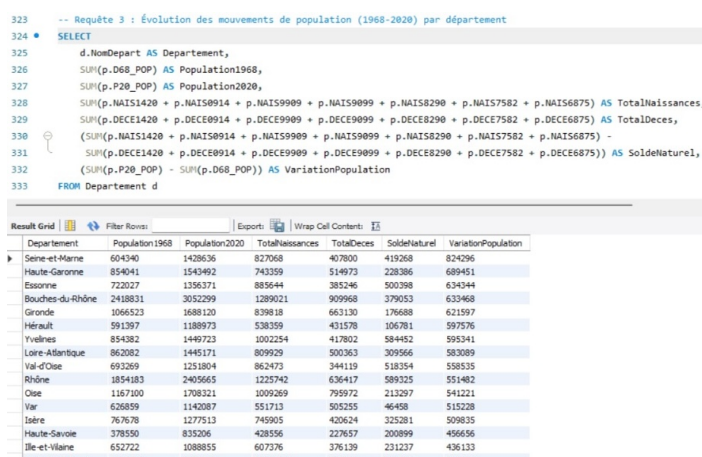 323 -- Requête 3 : Évolution des mouvements de population (1968-2020) par département
324 SELECT
325 d.NomDepart AS Departement,
326 SUM(p.D68_POP) AS Population1968,
327 SUM(p.P20_POP) AS Population2020,
328 SUM(p.NAIS1420 + p.NAIS0914 + p.NAIS9909 + p.NAIS9099 + p.NAIS8290 + p.NAIS7582 + p.NAIS6875) AS TotalNaissances,
329 SUM(p.DECE1420 + p.DECE0914 + p.DECE9909 + p.DECE9099 + p.DECE8290 + p.DECE7582 + p.DECE6875) AS TotalDeces,
330 (SUM(p.NAIS1420 + p.NAIS0914 + p.NAIS9909 + p.NAIS9099 + p.NAIS8290 + p.NAIS7582 + p.NAIS6875) -
331 SUM(p.DECE1420 + p.DECE0914 + p.DECE9909 + p.DECE9099 + p.DECE8290 + p.DECE7582 + p.DECE6875)) AS SoldeNaturel,
332 (SUM(p.P20_POP) - SUM(p.D68_POP)) AS VariationPopulation
333 FROM Departement d
Result Grid Filter Rows: Export: Wrap Cell Content:
Departement Population1968 Population2020 TotalNaissances TotalDeces SoldeNaturel VariationPopulation
Seine-et-Marne 604340 1428636 827068 407800 419268 824296
Haute-Garonne 854041 1543492 743359 514973 228386 689451
Essonne 722027 1356371 885644 385246 500398 634344
Bouches-du-Rhône 2418831 3052299 1289021 909968 379053 633468
Gironde 1066523 1688120 839818 663130 176688 621597
Hérault 591397 1188973 538359 431578 106781 597576
Yvelines 854382 1449723 1002254 417802 584452 595341
Loire-Atlantique 862082 1445171 809929 500363 309566 583089
Val-d'Oise 693269 1251804 862473 344119 518354 558535
Rhône 1854183 2405665 1225742 636417 589325 551482
Oise 1167100 1708321 1009269 795972 213297 541221
Var 626859 1142087 551713 505255 46458 515228
Isère 767678 1277513 745905 420624 325281 509835
Haute-Savoie 378550 835206 428556 227657 200899 456656
Ille-et-Vilaine 652722 1088855 607376 376139 231237 436133